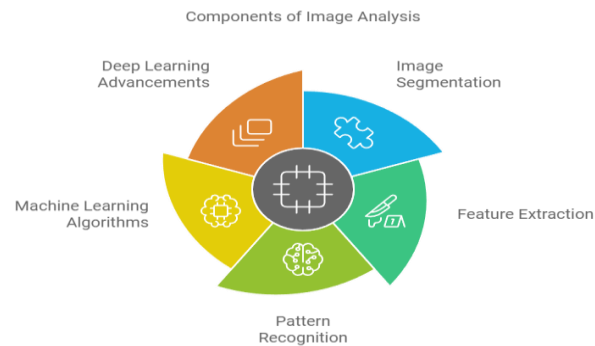 Components of Image Analysis
Deep Learning
Advancements
Image
Segmentation
Machine Learning
Algorithms
Feature Extraction
Pattern
Recognition